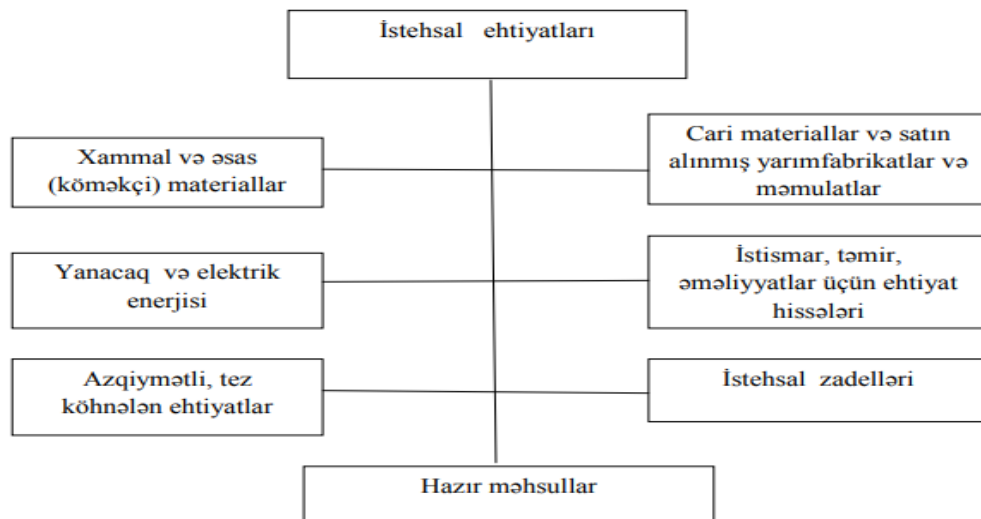 İstehsal ehtiyatları
Xammal və əsas
(köməkçi) materiallar
Cari materiallar və satın
alınmış yarımfabrikatlar və
məmulatlar
Yanacaq və elektrik
enerjisi
İstismar, təmir,
əməliyyatlar üçün ehtiyat
hissələri
Azqiymətli, tez
köhnələn ehtiyatlar
İstehsal zadelləri
Hazır məhsullar